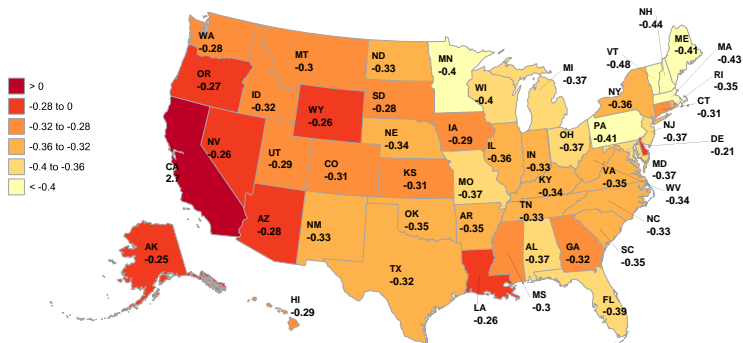 > 0
-0.28 to 0
-0.32 to -0.28
-0.36 to -0.32
-0.4 to -0.36
< -0.4
WA
-0.28
OR
-0.27
CA
2.7
NV
-0.26
ID
-0.32
MT
-0.3
WY
-0.26
UT
-0.29
AZ
-0.28
CO
-0.31
NM
-0.33
ND
-0.33
SD
-0.28
NE
-0.34
KS
-0.31
OK
-0.35
TX
-0.32
MN
-0.4
IA
-0.29
MO
-0.37
AR
-0.35
LA
-0.26
WI
-0.4
IL
-0.36
MI
-0.37
IN
-0.33
OH
-0.37
KY
-0.34
TN
-0.33
MS
-0.3
AL
-0.37
GA
-0.32
FL
-0.39
SC
-0.35
NC
-0.33
VA
-0.35
WV
-0.34
MD
-0.37
DE
-0.21
NJ
-0.37
PA
-0.41
NY
-0.36
CT
-0.31
RI
-0.35
MA
-0.43
VT
-0.48
NH
-0.44
ME
-0.41
AK
-0.25
HI
-0.29